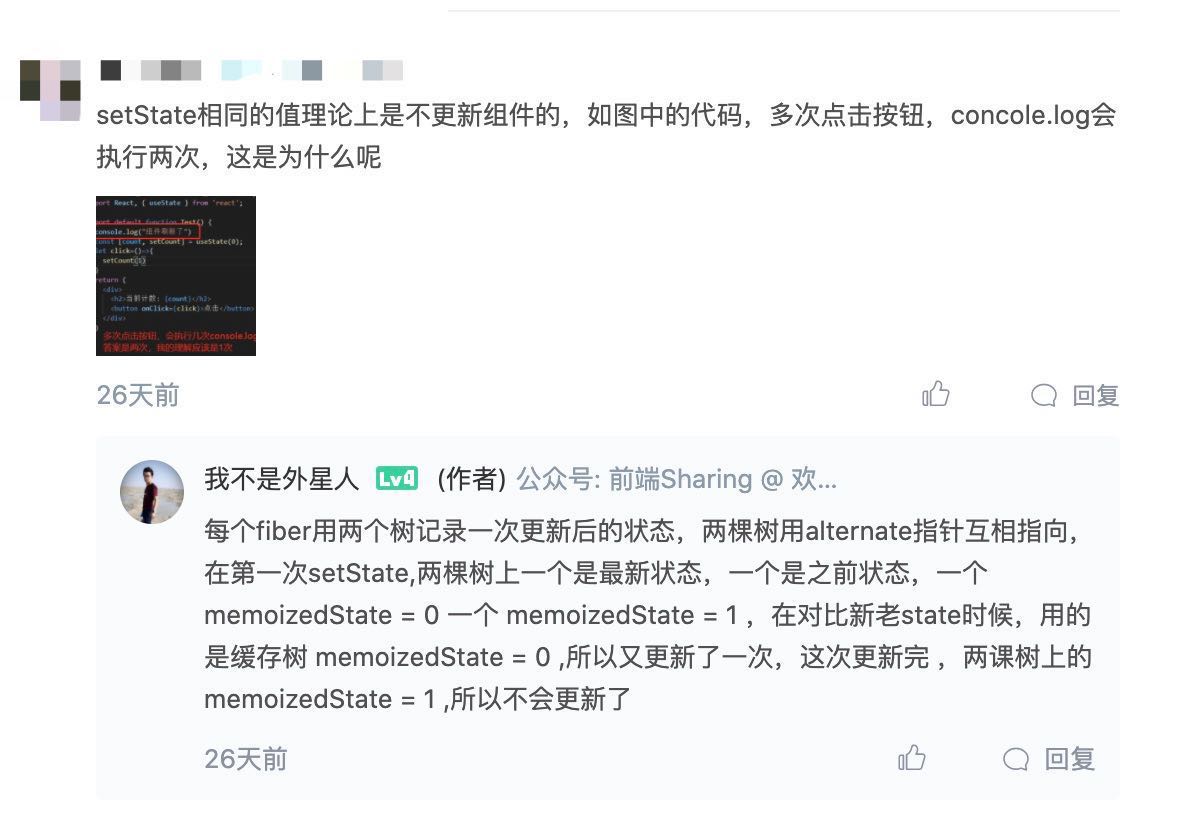 setState相同的值理论上是不更新组件的，如图中的代码，多次点击按钮，concole.log会
执行两次，这是为什么呢
port React, { useState } from 'react';
port default function Test() {
console.log("组件刷新了")
const [count, setCount] = useState(0);
let click=()=>{
setCount(1)
}
return (
<div>
<h2>当前计数：{count}</h2>
<button onClick={click}>点击</button>
</div>
)
多次点击按钮，会执行几次console.log
答案是两次，我的理解应该是1次
26天前
回复
我不是外星人 Lv4 (作者) 公众号: 前端Sharing @ 欢...
每个fiber用两个树记录一次更新后的状态，两棵树用alternate指针互相指向，
在第一次setState,两棵树上一个是最新状态，一个是之前状态，一个
memoizedState = 0 一个 memoizedState = 1 ，在对比新老state时候，用的
是缓存树 memoizedState = 0 ,所以又更新了一次，这次更新完 ，两课树上的
memoizedState = 1 ,所以不会更新了
26天前
回复